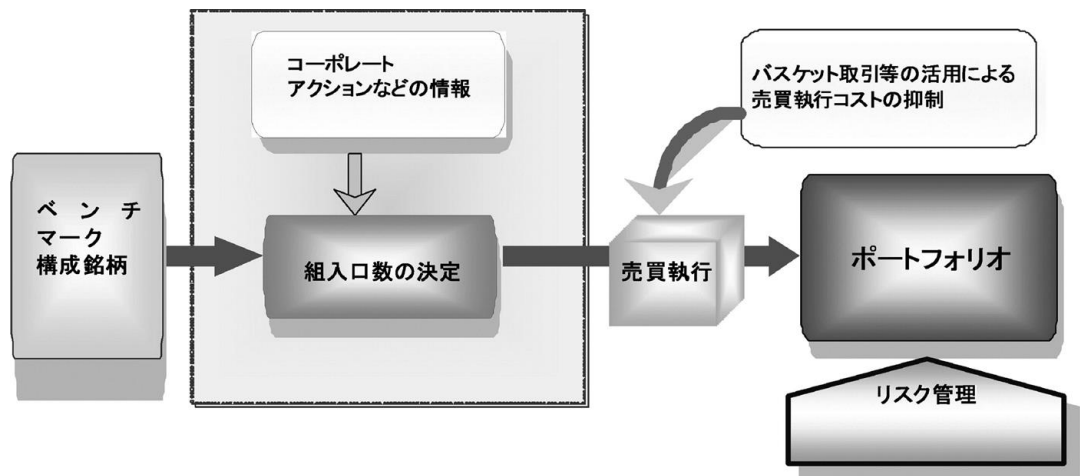 コーポレート
アクションなどの情報
バスケット取引等の活用による
売買執行コストの抑制
ベンチ
マーク
構成銘柄
組入口数の決定
売買執行
ポートフォリオ
リスク管理